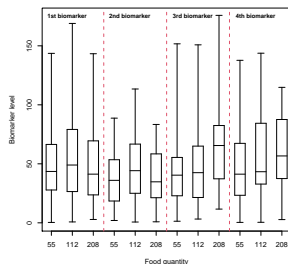 1st biomarker 2nd biomarker 3rd biomarker 4th biomarker
150
100
50
0
Biomarker level
55 112 208 55 112 208 55 112 208 55 112 208
Food quantity